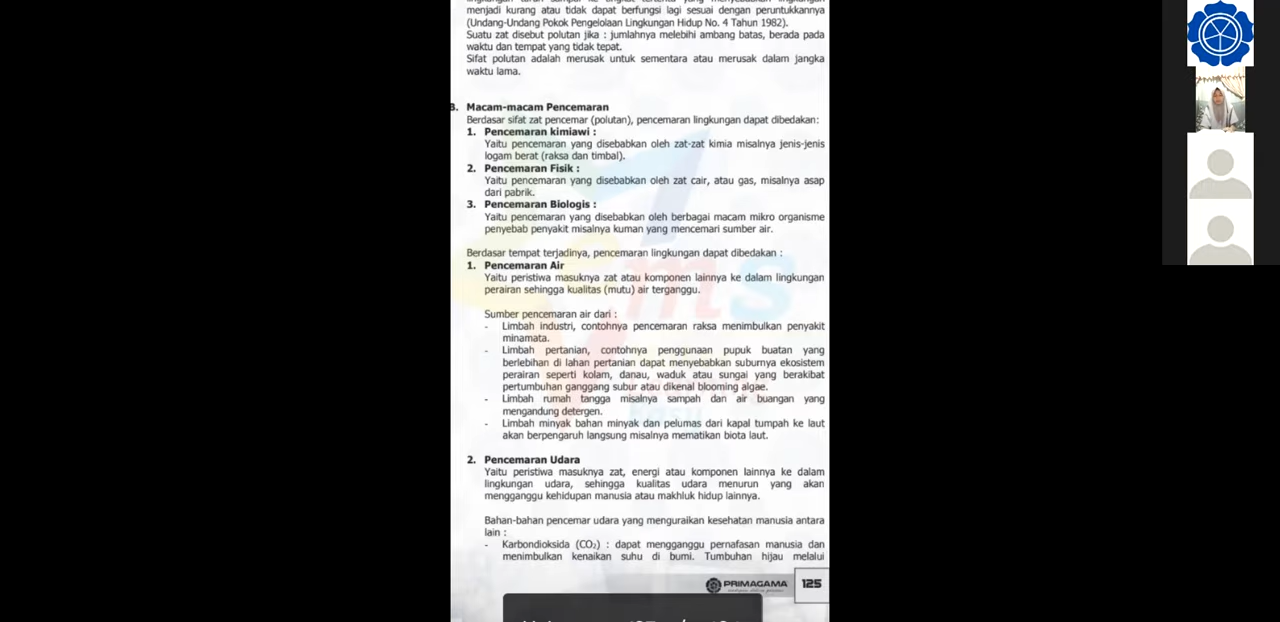 menjadi kurang atau tidak dapat berfungsi lagi sesuai dengan peruntukkannya
(Undang-Undang Pokok Pengelolaan Lingkungan Hidup No. 4 Tahun 1982).
Suatu zat disebut polutan jika : jumlahnya melebihi ambang batas, berada pada
waktu dan tempat yang tidak tepat.
Sifat polutan adalah merusak untuk sementara atau merusak dalam jangka
waktu lama.
B. Macam-macam Pencemaran
Berdasar sifat zat pencemar (polutan), pencemaran lingkungan dapat dibedakan:
1. Pencemaran kimiawi :
Yaitu pencemaran yang disebabkan oleh zat-zat kimia misalnya jenis-jenis
logam berat (raksa dan timbal).
2. Pencemaran Fisik :
Yaitu pencemaran yang disebabkan oleh zat cair, atau gas, misalnya asap
dari pabrik.
3. Pencemaran Biologis :
Yaitu pencemaran yang disebabkan oleh berbagai macam mikro organisme
penyebab penyakit misalnya kuman yang mencemari sumber air.
Berdasar tempat terjadinya, pencemaran lingkungan dapat dibedakan :
1. Pencemaran Air
Yaitu peristiwa masuknya zat atau komponen lainnya ke dalam lingkungan
perairan sehingga kualitas (mutu) air terganggu.
Sumber pencemaran air dari :
- Limbah industri, contohnya pencemaran raksa menimbulkan penyakit
minamata.
- Limbah pertanian, contohnya penggunaan pupuk buatan yang
berlebihan di lahan pertanian dapat menyebabkan suburnya ekosistem
perairan seperti kolam, danau, waduk atau sungai yang berakibat
pertumbuhan ganggang subur atau dikenal blooming algae.
- Limbah rumah tangga misalnya sampah dan air buangan yang
mengandung detergen.
- Limbah minyak bahan minyak dan pelumas dari kapal tumpah ke laut
akan berpengaruh langsung misalnya mematikan biota laut.
2. Pencemaran Udara
Yaitu peristiwa masuknya zat, energi atau komponen lainnya ke dalam
lingkungan udara, sehingga kualitas udara menurun yang akan
mengganggu kehidupan manusia atau makhluk hidup lainnya.
Bahan-bahan pencemar udara yang menguraikan kesehatan manusia antara
lain :
- Karbondioksida (CO₂) : dapat mengganggu pernafasan manusia dan
menimbulkan kenaikan suhu di bumi. Tumbuhan hijau melalui
PRIMAGAMA 125